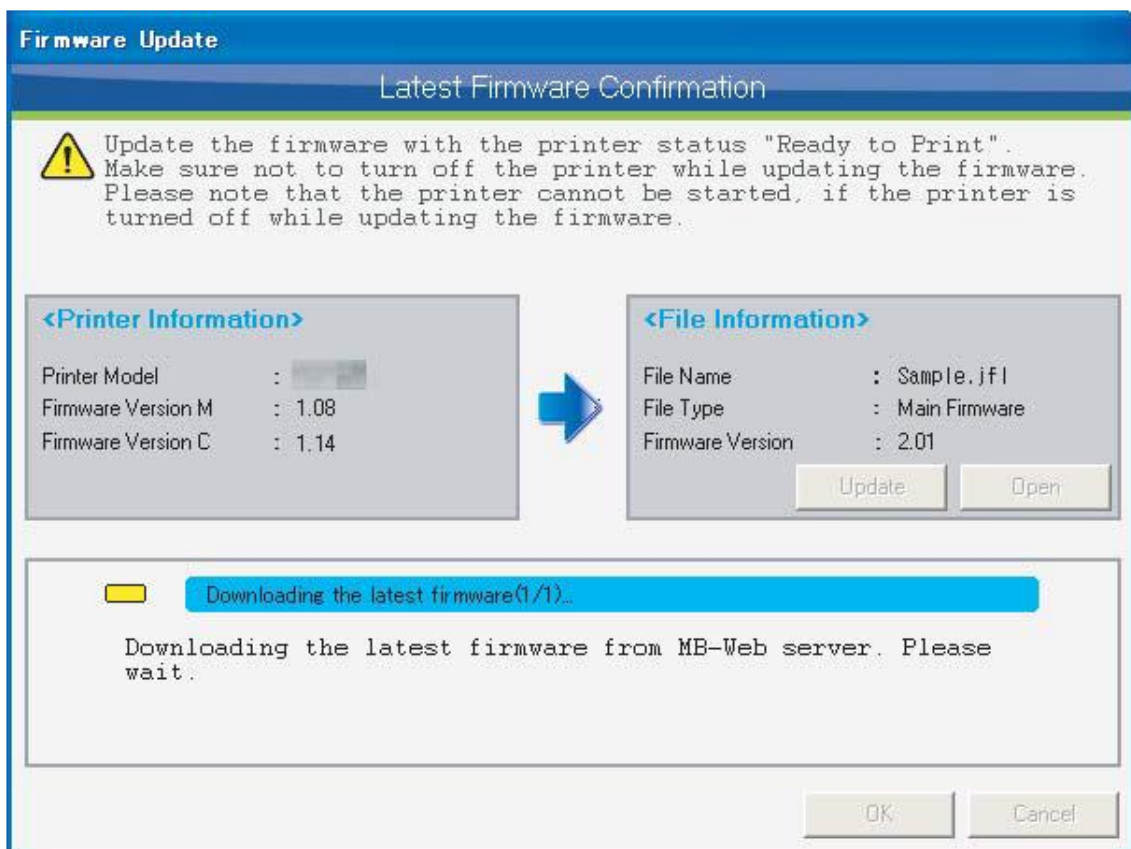 Firmware Update
Latest Firmware Confirmation
Update the firmware with the printer status "Ready to Print".
Make sure not to turn off the printer while updating the firmware.
Please note that the printer cannot be started, if the printer is
turned off while updating the firmware.
<Printer Information>
Printer Model :
Firmware Version M : 1.08
Firmware Version C : 1.14
<File Information>
File Name : Sample.jfl
File Type : Main Firmware
Firmware Version : 2.01
Update Open
Downloading the latest firmware(1/1)...
Downloading the latest firmware from MB-Web server. Please
wait.
OK Cancel